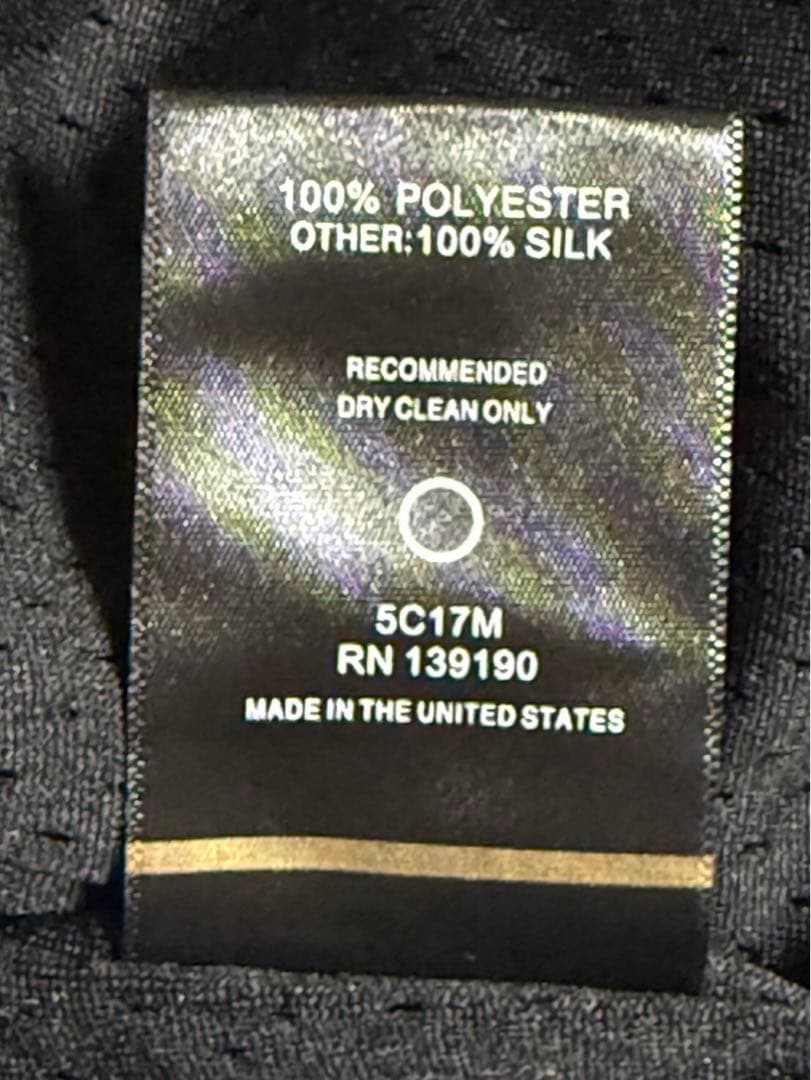 100% POLYESTER
OTHER:100% SILK
RECOMMENDED
DRY CLEAN ONLY
5C17M
RN 139190
MADE IN THE UNITED STATES